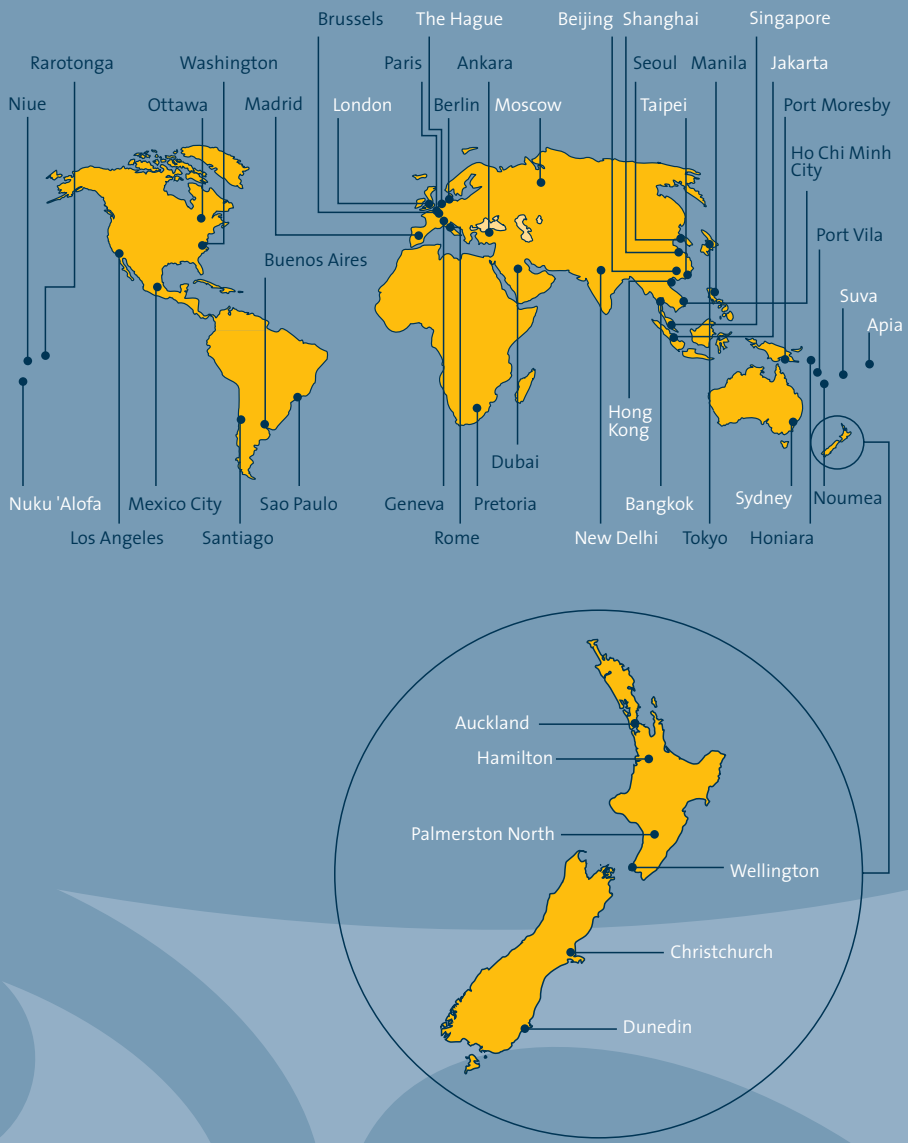 Brussels
The Hague
Beijing
Shanghai
Singapore
Rarotonga
Washington
Paris
Ankara
Seoul
Manila
Jakarta
Niue
Ottawa
Madrid
London
Berlin
Moscow
Taipei
Port Moresby
Ho Chi Minh
City
Port Vila
Buenos Aires
Suva
Apia
Hong
Kong
Dubai
Nuku 'Alofa
Mexico City
Sao Paulo
Geneva
Pretoria
Bangkok
Sydney
Noumea
Los Angeles
Santiago
Rome
New Delhi
Tokyo
Honiara
Auckland
Hamilton
Palmerston North
Wellington
Christchurch
Dunedin